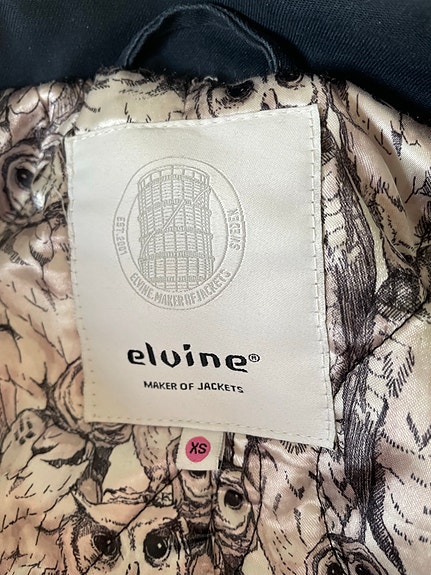 EST. 2001
SWEDEN
ELVINE. MAKER OF JACKETS
elvine®
MAKER OF JACKETS
XS